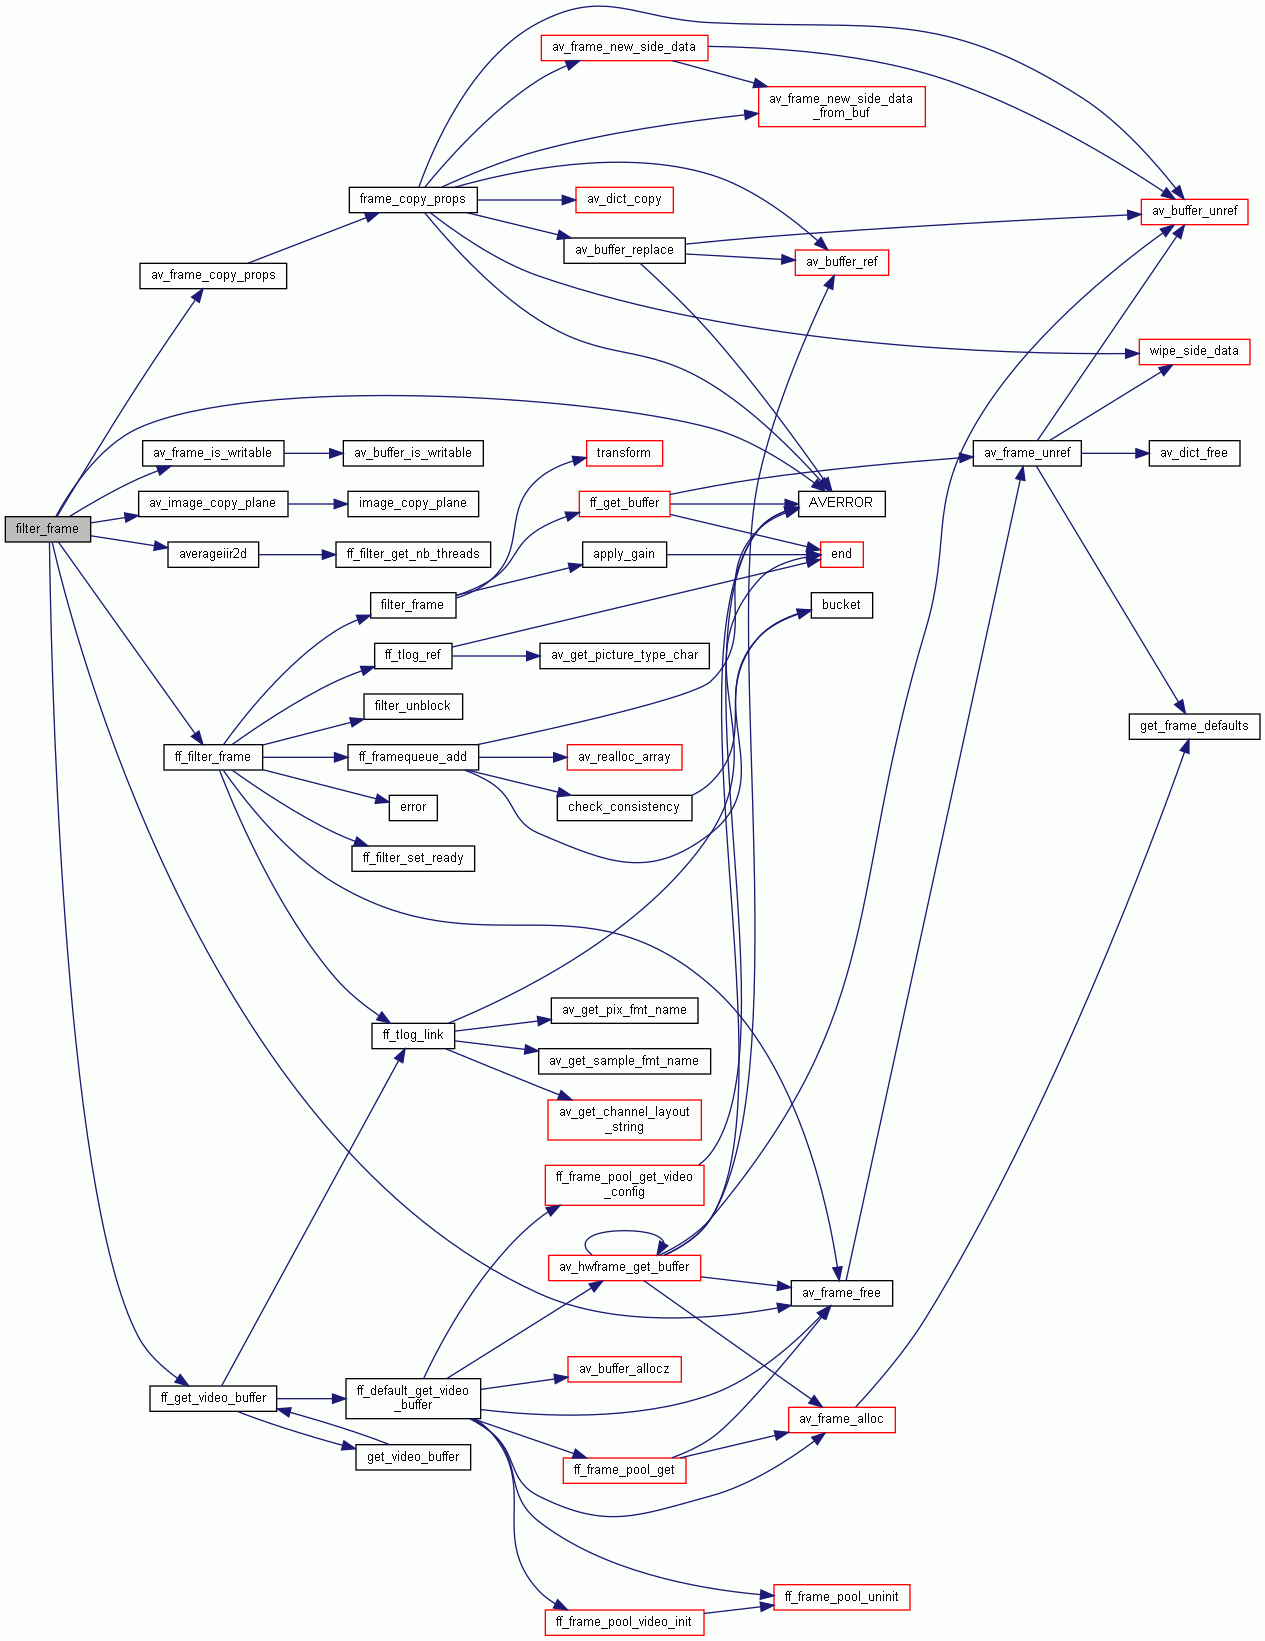 av_frame_new_side_data
av_frame_new_side_data
_from_buf
frame_copy_props
av_dict_copy
av_buffer_unref
av_buffer_replace
av_buffer_ref
av_frame_copy_props
wipe_side_data
av_frame_is_writable
av_buffer_is_writable
transform
av_frame_unref
av_dict_free
av_image_copy_plane
image_copy_plane
ff_get_buffer
AVERROR
filter_frame
averageiir2d
ff_filter_get_nb_threads
apply_gain
end
filter_frame
bucket
ff_tlog_ref
av_get_picture_type_char
filter_unblock
get_frame_defaults
ff_filter_frame
ff_framequeue_add
av_realloc_array
error
check_consistency
ff_filter_set_ready
av_get_pix_fmt_name
ff_tlog_link
av_get_sample_fmt_name
av_get_channel_layout
_string
ff_frame_pool_get_video
_config
av_hwframe_get_buffer
av_frame_free
av_buffer_allocz
ff_get_video_buffer
ff_default_get_video
_buffer
av_frame_alloc
get_video_buffer
ff_frame_pool_get
ff_frame_pool_uninit
ff_frame_pool_video_init